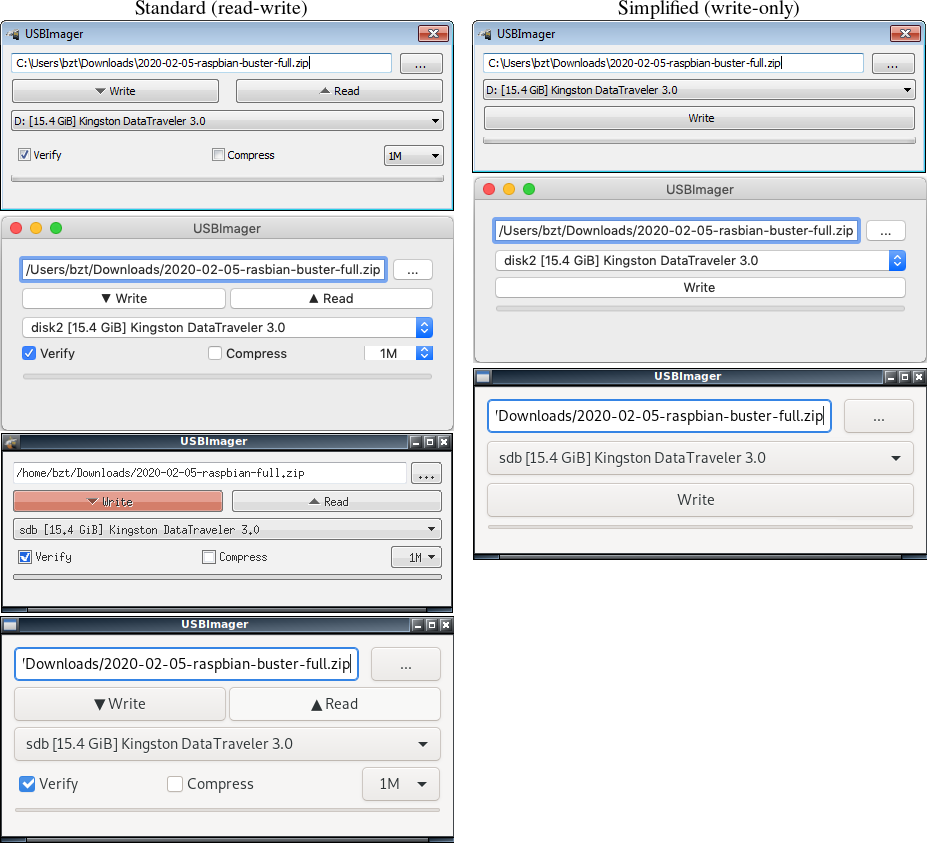 Standard (read-write)
USBImager
C:\Users\bzt\Downloads\2020-02-05-raspbian-buster-full.zip ...
▼ Write ▲ Read
D: [15.4 GiB] Kingston DataTraveler 3.0
Verify Compress 1M
USBImager
/Users/bzt/Downloads/2020-02-05-rasbian-buster-full.zip ...
▼ Write ▲ Read
disk2 [15.4 GiB] Kingston DataTraveler 3.0
Verify Compress 1M
USBImager
/home/bzt/Downloads/2020-02-05-raspbian-full.zip ...
▼ Write ▲ Read
sdb [15.4 GiB] Kingston DataTraveler 3.0
Verify Compress 1M
USBImager
'Downloads/2020-02-05-raspbian-buster-full.zip ...
▼ Write ▲ Read
sdb [15.4 GiB] Kingston DataTraveler 3.0
Verify Compress 1M
Simplified (write-only)
USBImager
C:\Users\bzt\Downloads\2020-02-05-raspbian-buster-full.zip ...
D: [15.4 GiB] Kingston DataTraveler 3.0
Write
USBImager
/Users/bzt/Downloads/2020-02-05-rasbian-buster-full.zip ...
disk2 [15.4 GiB] Kingston DataTraveler 3.0
Write
USBImager
'Downloads/2020-02-05-raspbian-buster-full.zip ...
sdb [15.4 GiB] Kingston DataTraveler 3.0
Write